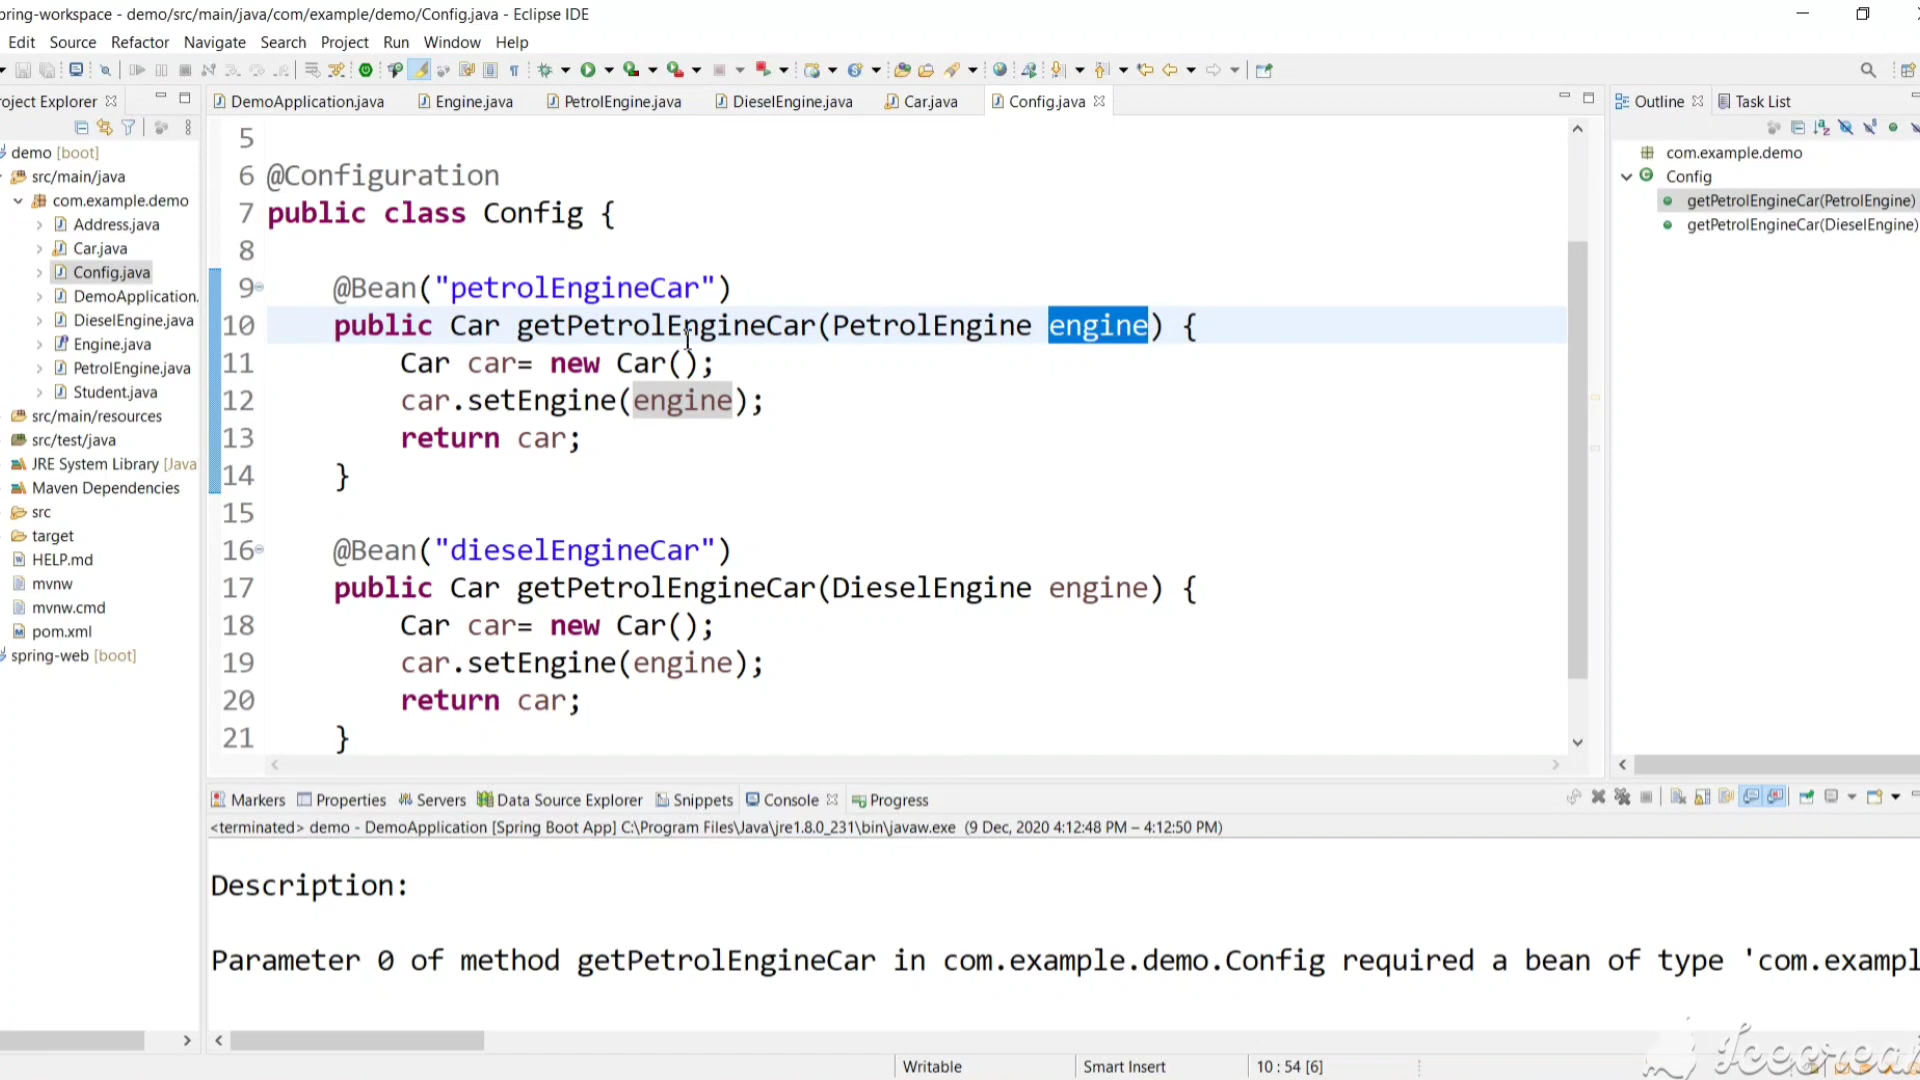 pring-workspace - demo/src/main/java/com/example/demo/Config.java - Eclipse IDE
Edit Source Refactor Navigate Search Project Run Window Help
oject Explorer
DemoApplication.java Engine.java PetrolEngine.java DieselEngine.java Car.java Config.java
Outline Task List
demo [boot]
src/main/java
com.example.demo
Address.java
Car.java
Config.java
DemoApplication.
DieselEngine.java
Engine.java
PetrolEngine.java
Student.java
src/main/resources
src/test/java
JRE System Library [Java
Maven Dependencies
src
target
HELP.md
mvnw
mvnw.cmd
pom.xml
spring-web [boot]
5
6 @Configuration
7 public class Config {
8
9 @Bean("petrolEngineCar")
10 public Car getPetrolEngineCar(PetrolEngine engine) {
11 Car car= new Car();
12 car.setEngine(engine);
13 return car;
14 }
15
16 @Bean("dieselEngineCar")
17 public Car getPetrolEngineCar(DieselEngine engine) {
18 Car car= new Car();
19 car.setEngine(engine);
20 return car;
21 }
com.example.demo
Config
getPetrolEngineCar(PetrolEngine)
getPetrolEngineCar(DieselEngine)
Markers Properties Servers Data Source Explorer Snippets Console Progress
<terminated> demo - DemoApplication [Spring Boot App] C:\Program Files\Java\jre1.8.0_231\bin\javaw.exe (9 Dec, 2020 4:12:48 PM – 4:12:50 PM)
Description:
Parameter 0 of method getPetrolEngineCar in com.example.demo.Config required a bean of type 'com.exampl
Writable Smart Insert 10 : 54 [6]
Icecrea